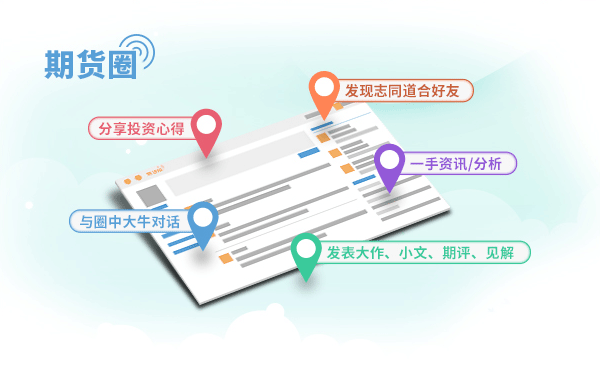 期货圈
发现志同道合好友
分享投资心得
一手资讯/分析
与圈中大牛对话
发表大作、小文、期评、见解